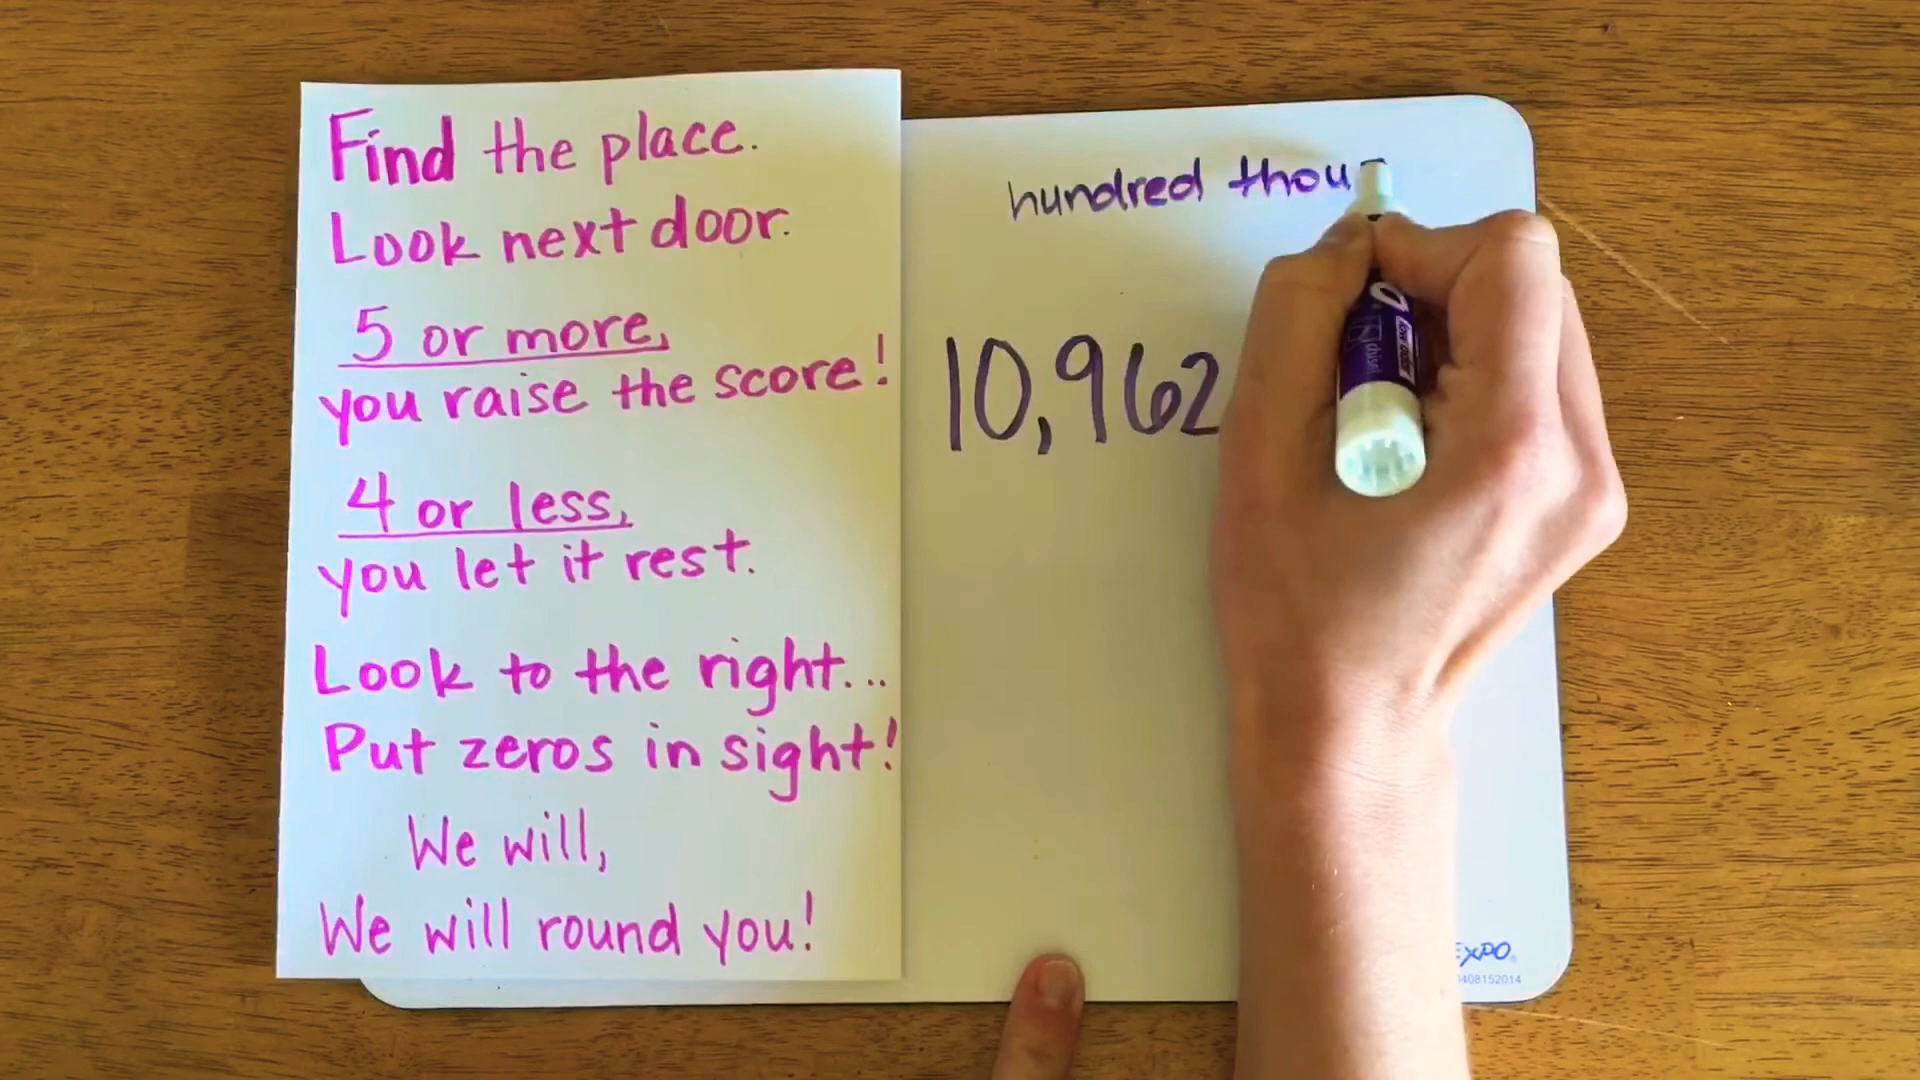 Find the place.
Look next door.
5 or more,
you raise the score!
4 or less,
you let it rest.
Look to the right...
Put zeros in sight!
We will,
We will round you!
hundred thou
10,962
EXPO
0408152014